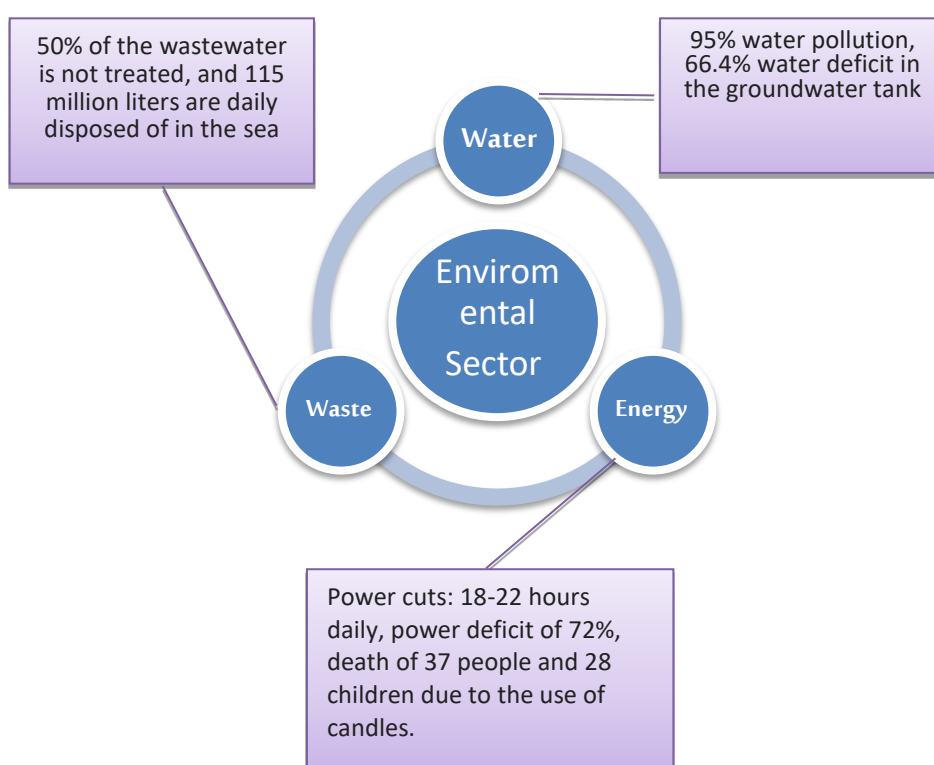 50% of the wastewater
is not treated, and 115
million liters are daily
disposed of in the sea
95% water pollution,
66.4% water deficit in
the groundwater tank
Water
Envirom
ental
Sector
Waste
Energy
Power cuts: 18-22 hours
daily, power deficit of 72%,
death of 37 people and 28
children due to the use of
candles.